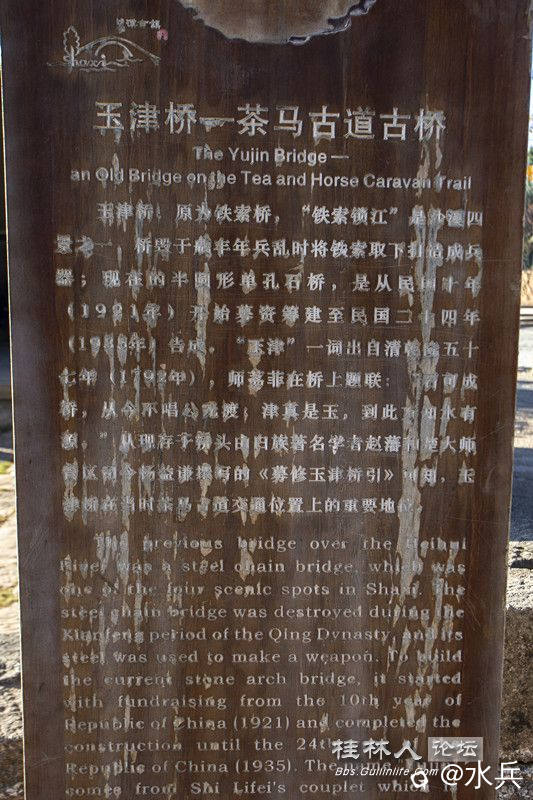 玉津桥—茶马古道古桥
The Yujin Bridge—
an Old Bridge on the Tea and Horse Caravan Trail
玉津桥，原为铁索桥，“铁索锁江”是沙溪四
景之一，桥毁于咸丰年兵乱时将铁索取下打造成兵
器；现在的半圆形单孔石桥，是从民国十年
(1921年)开始募资筹建至民国二十四年
(1935年)告成，“玉津”一词出自清乾隆五十
七年(1792年)，师荔菲在桥上题联：“石可成
桥，从今不唱公无渡；津真是玉，到此方知水有
源。”从现存于桥头由白族著名学者赵藩和楚大师
管区司令杨益谦撰写的《募修玉津桥引》可知，玉
津桥在当时茶马古道交通位置上的重要地位。
The previous bridge over the Heihui
River was a steel chain bridge, which was
one of the four scenic spots in Shaxi. The
steel chain bridge was destroyed during the
Xianfeng period of the Qing Dynasty, and its
steel was used to make a weapon. To build
the current stone arch bridge, it started
with fundraising from the 10th year of
Republic of China (1921) and completed the
construction until the 24th
Republic of China (1935). The name
comes from Shi Lifei's couplet which
桂林人论坛
Bbs.Guilinlife.com
@水兵